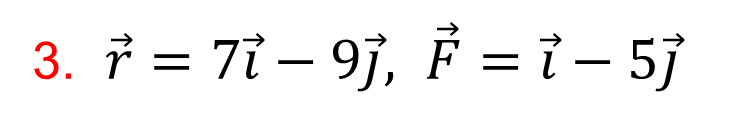 3. r⃗ = 7i⃗ − 9j⃗, F⃗ = i⃗ − 5j⃗